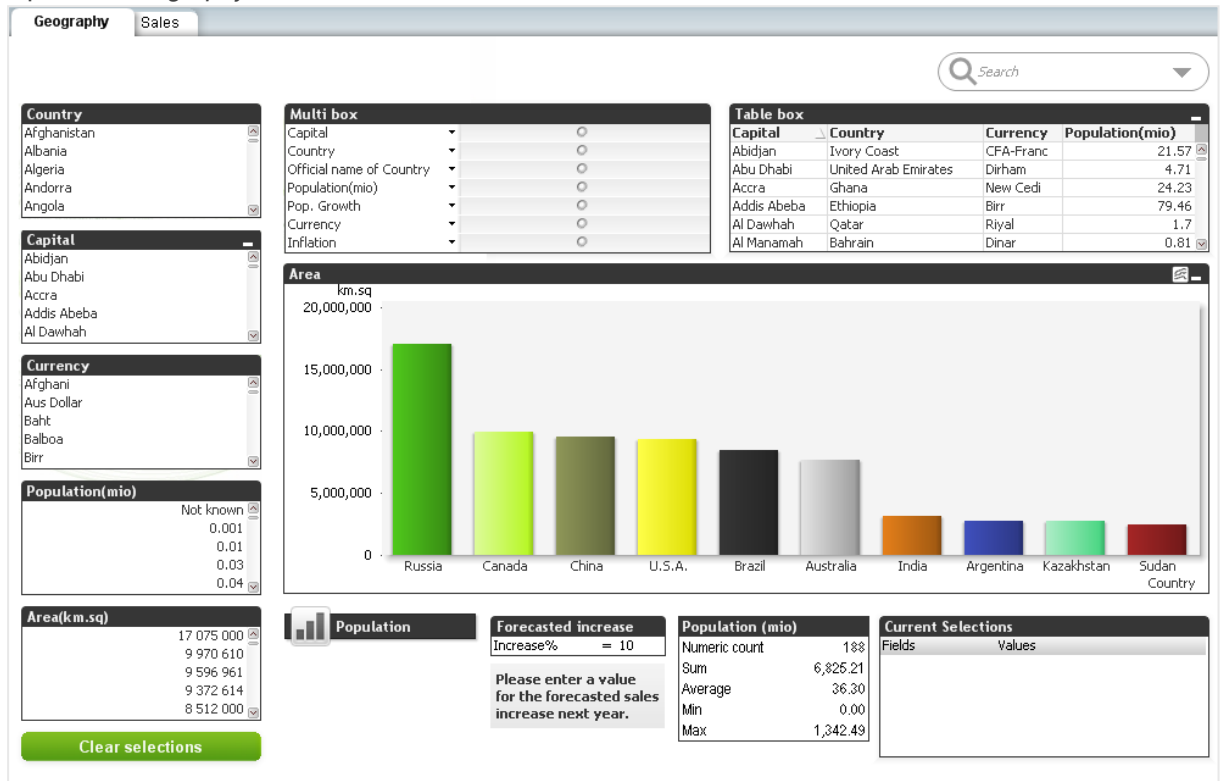 Geography
Sales
Search
Country
Afghanistan
Albania
Algeria
Andorra
Angola
Capital
Abidjan
Abu Dhabi
Accra
Addis Abeba
Al Dawhah
Currency
Afghani
Aus Dollar
Baht
Balboa
Birr
Population(mio)
Not known
0.001
0.01
0.03
0.04
Area(km.sq)
17 075 000
9 970 610
9 596 961
9 372 614
8 512 000
Clear selections
Multi box
Capital
Country
Official name of Country
Population(mio)
Pop. Growth
Currency
Inflation
Table box
Capital Country Currency Population(mio)
Abidjan Ivory Coast CFA-Franc 21.57
Abu Dhabi United Arab Emirates Dirham 4.71
Accra Ghana New Cedi 24.23
Addis Abeba Ethiopia Birr 79.46
Al Dawhah Qatar Riyal 1.7
Al Manamah Bahrain Dinar 0.81
Area
km.sq
20,000,000
15,000,000
10,000,000
5,000,000
0
Russia Canada China U.S.A. Brazil Australia India Argentina Kazakhstan Sudan
Country
Population
Forecasted increase
Increase% = 10
Please enter a value
for the forecasted sales
increase next year.
Population (mio)
Numeric count 188
Sum 6,825.21
Average 36.30
Min 0.00
Max 1,342.49
Current Selections
Fields Values